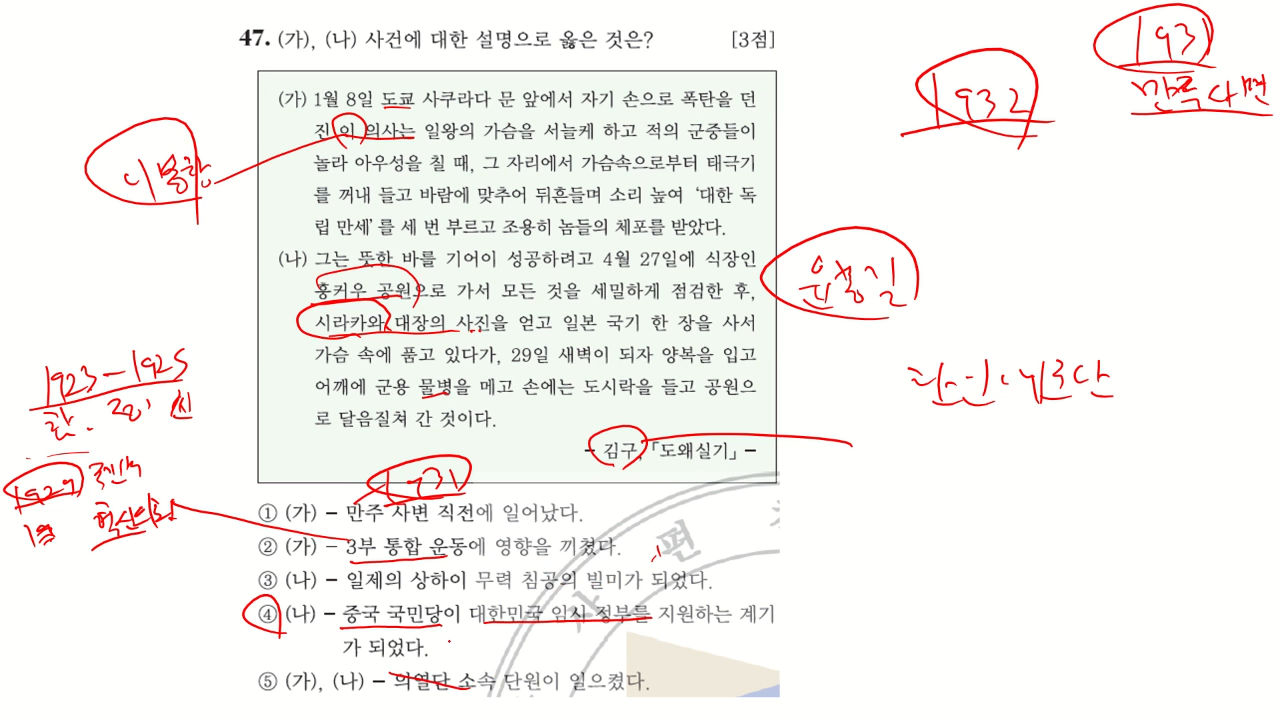 47. (가), (나) 사건에 대한 설명으로 옳은 것은? [3점]
1931
만주사변
1932
(가) 1월 8일 도쿄 사쿠라다 문 앞에서 자기 손으로 폭탄을 던
진 이 의사는 일왕의 가슴을 서늘케 하고 적의 군중들이
놀라 아우성을 칠 때, 그 자리에서 가슴속으로부터 태극기
를 꺼내 들고 바람에 맞추어 뒤흔들며 소리 높여 ‘대한 독
립 만세’를 세 번 부르고 조용히 놈들의 체포를 받았다.
이봉창
(나) 그는 뜻한 바를 기어이 성공하려고 4월 27일에 식장인
홍커우 공원으로 가서 모든 것을 세밀하게 점검한 후,
시라카와 대장의 사진을 얻고 일본 국기 한 장을 사서
가슴 속에 품고 있다가, 29일 새벽이 되자 양복을 입고
어깨에 군용 물병을 메고 손에는 도시락을 들고 공원으
로 달음질쳐 간 것이다.
윤봉길
- 김구, 「도왜실기」 -
한인애국단
1923-1925
참. 정. 신
1929 국민부
혁신의회
1931
① (가) - 만주 사변 직전에 일어났다.
② (가) - 3부 통합 운동에 영향을 끼쳤다.
③ (나) - 일제의 상하이 무력 침공의 빌미가 되었다.
④ (나) - 중국 국민당이 대한민국 임시 정부를 지원하는 계기
가 되었다.
⑤ (가), (나) - 의열단 소속 단원이 일으켰다.
편
사